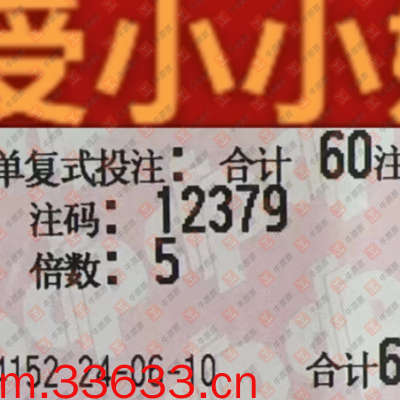 爱小小
单复式投注: 合计 60注
注码: 12379
倍数: 5
4152 24-06-10 合计6
m.33633.cn